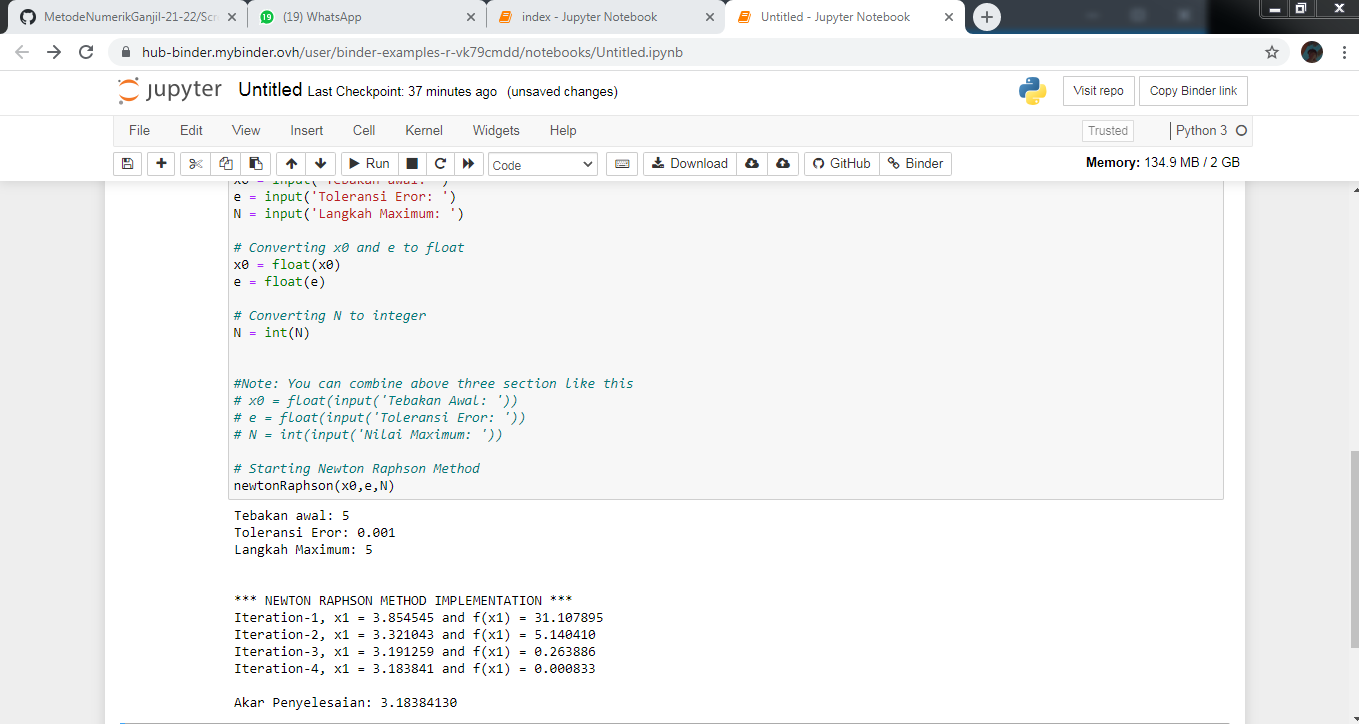 MetodeNumerikGanjil-21-22/Scr
(19) WhatsApp
index - Jupyter Notebook
Untitled - Jupyter Notebook
hub-binder.mybinder.ovh/user/binder-examples-r-vk79cmdd/notebooks/Untitled.ipynb
jupyter Untitled Last Checkpoint: 37 minutes ago (unsaved changes)
Visit repo
Copy Binder link
File Edit View Insert Cell Kernel Widgets Help
Trusted
Python 3
Run
Code
Download
GitHub
Binder
Memory: 134.9 MB / 2 GB
x0 = input('Tebakan awal: ')
e = input('Toleransi Eror: ')
N = input('Langkah Maximum: ')
# Converting x0 and e to float
x0 = float(x0)
e = float(e)
# Converting N to integer
N = int(N)
#Note: You can combine above three section like this
# x0 = float(input('Tebakan Awal: '))
# e = float(input('Toleransi Eror: '))
# N = int(input('Nilai Maximum: '))
# Starting Newton Raphson Method
newtonRaphson(x0,e,N)
Tebakan awal: 5
Toleransi Eror: 0.001
Langkah Maximum: 5
*** NEWTON RAPHSON METHOD IMPLEMENTATION ***
Iteration-1, x1 = 3.854545 and f(x1) = 31.107895
Iteration-2, x1 = 3.321043 and f(x1) = 5.140410
Iteration-3, x1 = 3.191259 and f(x1) = 0.263886
Iteration-4, x1 = 3.183841 and f(x1) = 0.000833
Akar Penyelesaian: 3.18384130